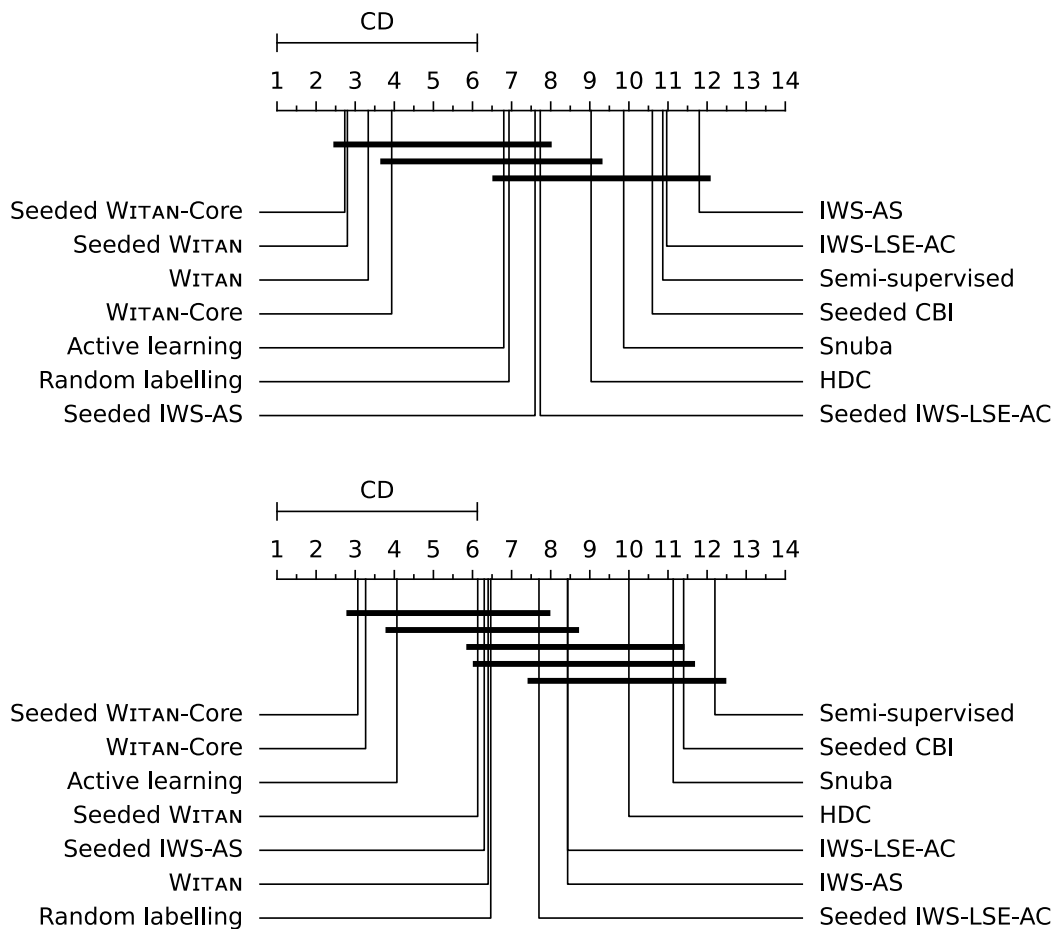 CD
1 2 3 4 5 6 7 8 9 10 11 12 13 14
Seeded WITAN-Core IWS-AS
Seeded WITAN IWS-LSE-AC
WITAN Semi-supervised
WITAN-Core Seeded CBI
Active learning Snuba
Random labelling HDC
Seeded IWS-AS Seeded IWS-LSE-AC
CD
1 2 3 4 5 6 7 8 9 10 11 12 13 14
Seeded WITAN-Core Semi-supervised
WITAN-Core Seeded CBI
Active learning Snuba
Seeded WITAN HDC
Seeded IWS-AS IWS-LSE-AC
WITAN IWS-AS
Random labelling Seeded IWS-LSE-AC